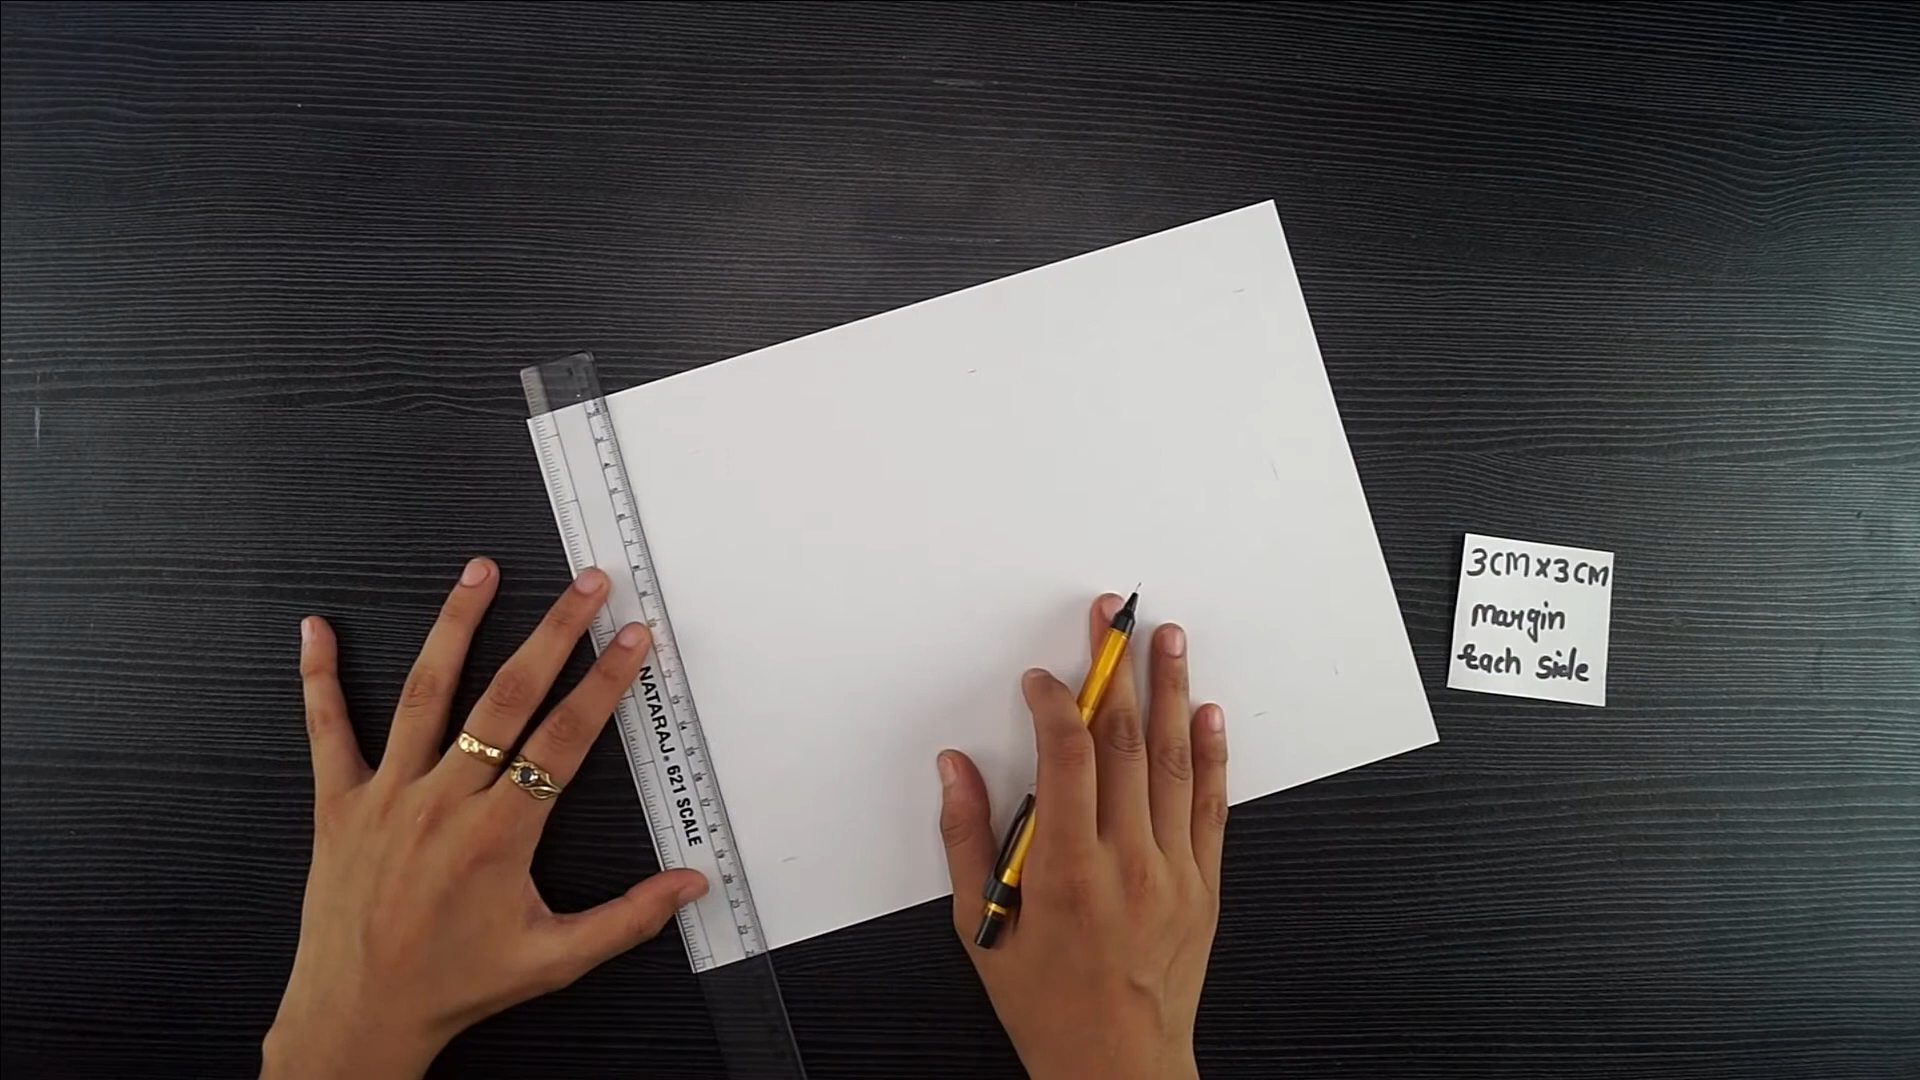 NATARAJ. 621 SCALE
3CM x 3CM
margin
Each side